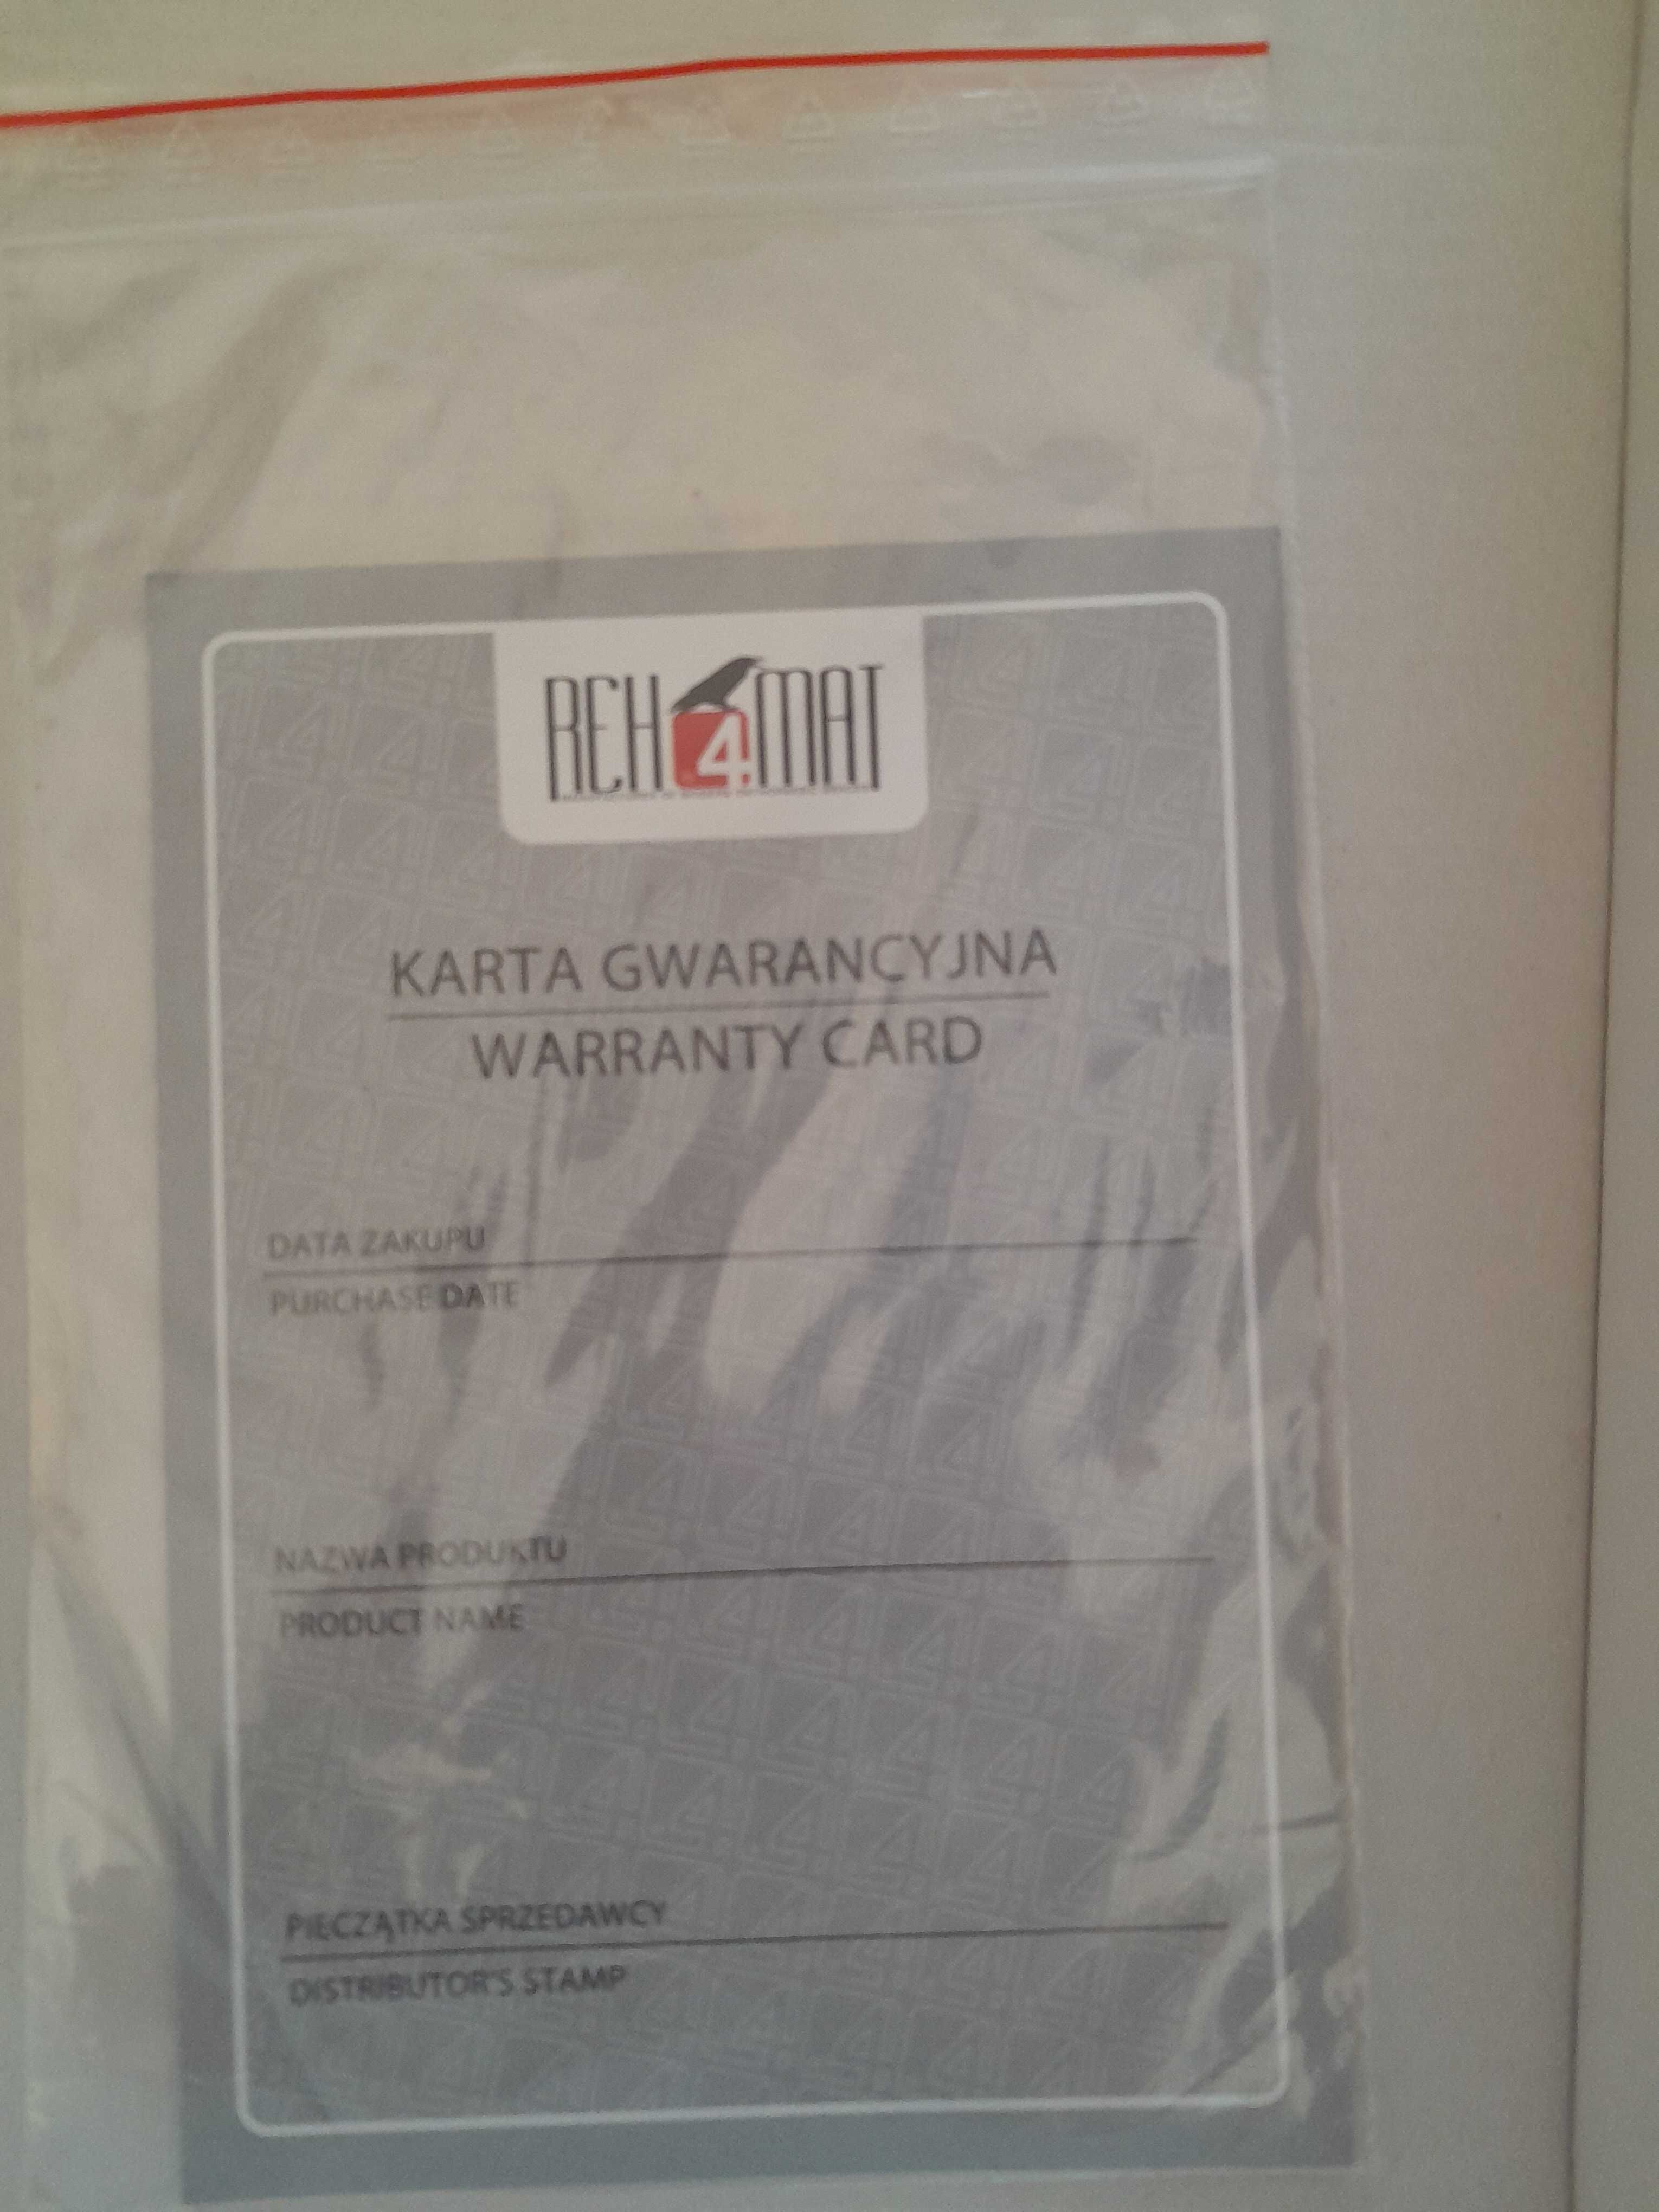 REH4MAT
KARTA GWARANCYJNA
WARRANTY CARD
DATA ZAKUPU
PURCHASE DATE
NAZWA PRODUKTU
PRODUCT NAME
PIECZĄTKA SPRZEDAWCY
DISTRIBUTOR'S STAMP